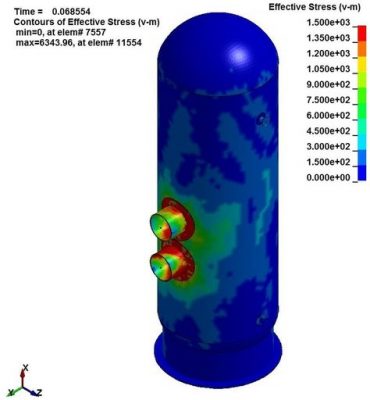 Time = 0.068554
Contours of Effective Stress (v-m)
min=0, at elem# 7557
max=6343.96, at elem# 11554
Effective Stress (v-m)
1.500e+03
1.350e+03
1.200e+03
1.050e+03
9.000e+02
7.500e+02
6.000e+02
4.500e+02
3.000e+02
1.500e+02
0.000e+00
X
Y
Z